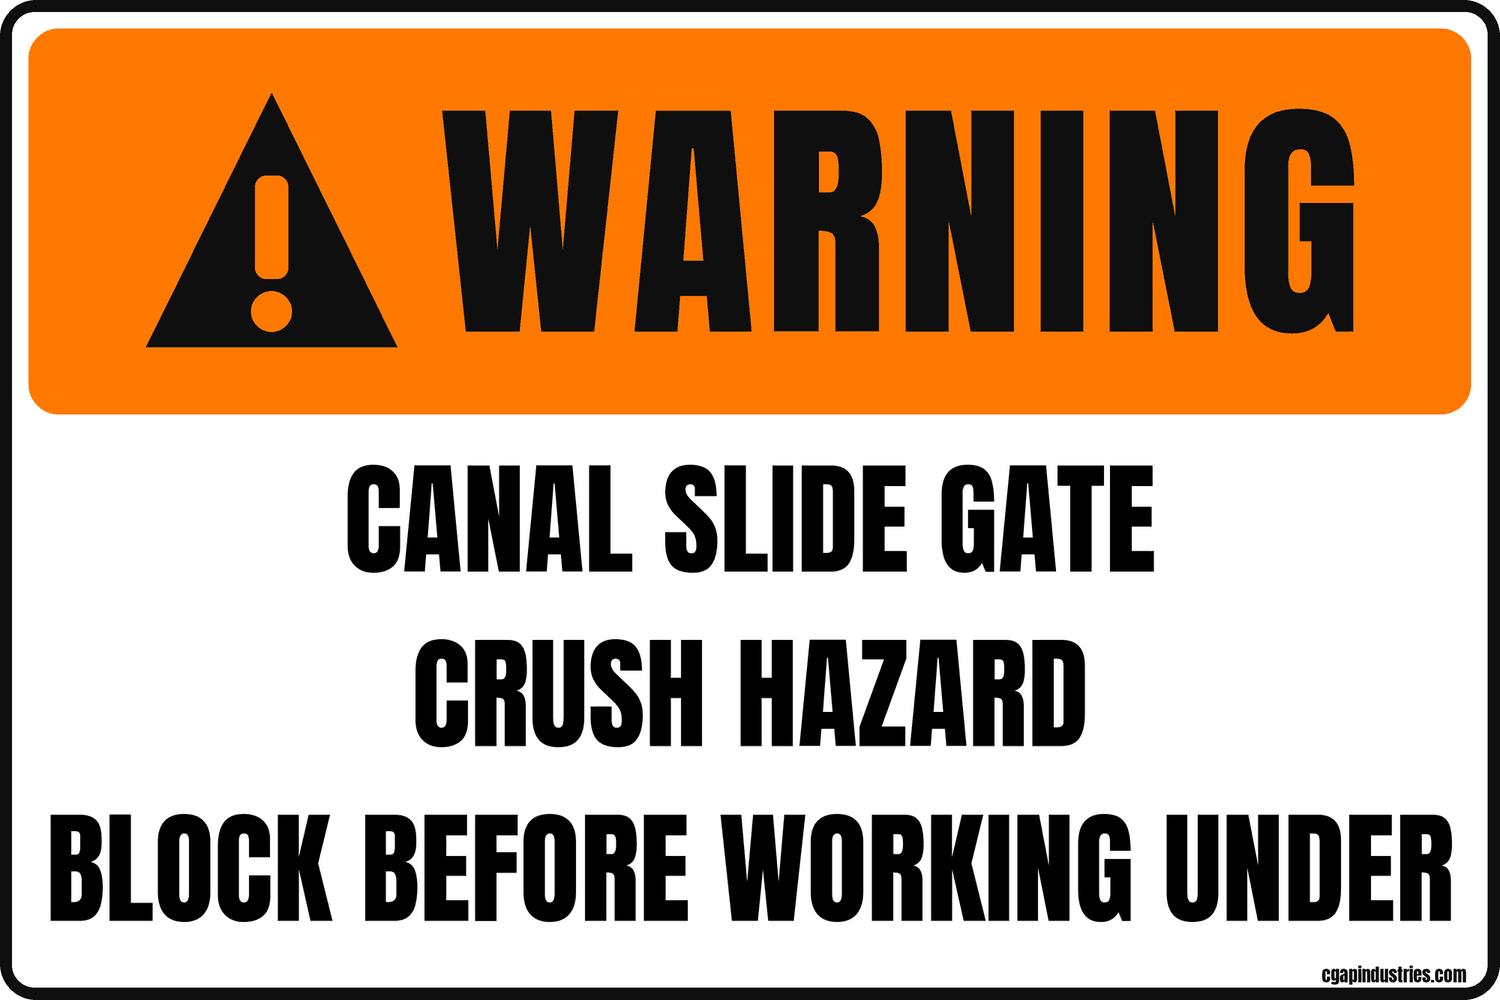 WARNING
CANAL SLIDE GATE
CRUSH HAZARD
BLOCK BEFORE WORKING UNDER
cgapindustries.com